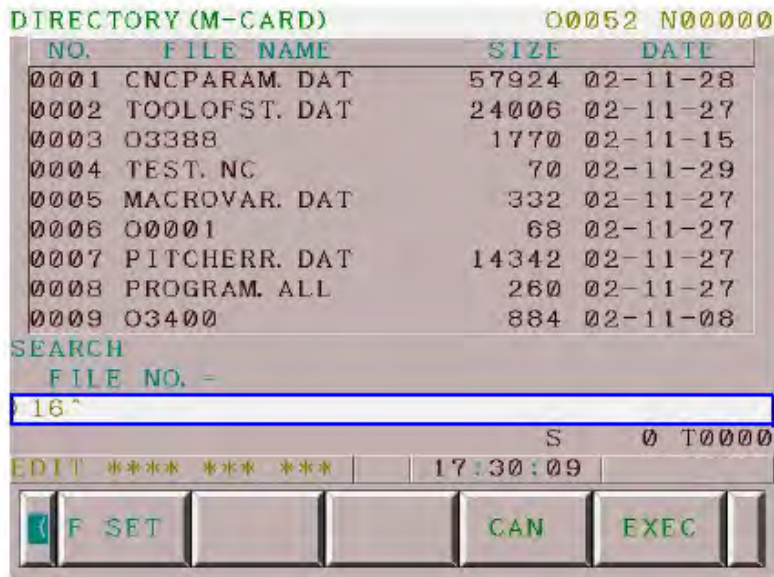 DIRECTORY (M-CARD) O0052 N00000
NO. FILE NAME SIZE DATE
0001 CNCPARAM. DAT 57924 02-11-28
0002 TOOLOFST. DAT 24006 02-11-27
0003 O3388 1770 02-11-15
0004 TEST. NC 70 02-11-29
0005 MACROVAR. DAT 332 02-11-27
0006 O0001 68 02-11-27
0007 PITCHERR. DAT 14342 02-11-27
0008 PROGRAM. ALL 260 02-11-27
0009 O3400 884 02-11-08
SEARCH
FILE NO. =
) 16^
S 0 T0000
EDIT **** *** *** 17:30:09
( F SET CAN EXEC